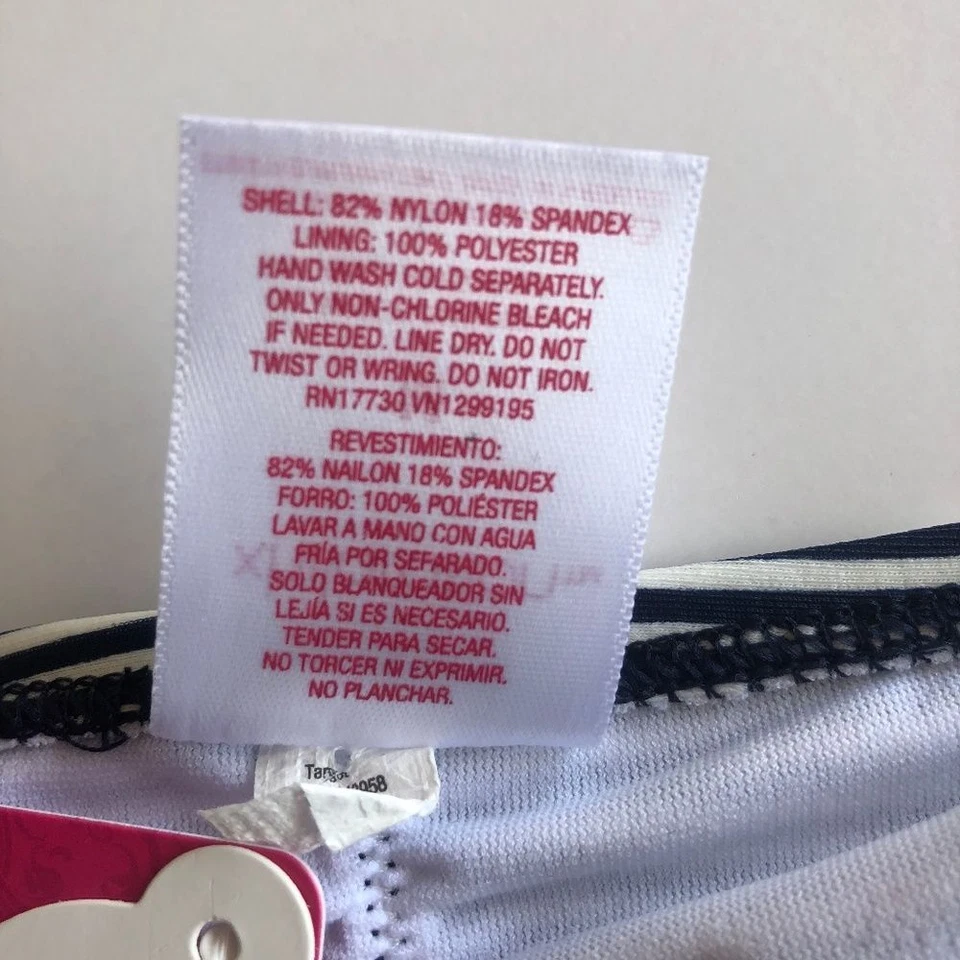 SHELL: 82% NYLON 18% SPANDEX
LINING: 100% POLYESTER
HAND WASH COLD SEPARATELY.
ONLY NON-CHLORINE BLEACH
IF NEEDED. LINE DRY. DO NOT
TWIST OR WRING. DO NOT IRON.
RN17730 VN1299195
REVESTIMIENTO:
82% NAILON 18% SPANDEX
FORRO: 100% POLIÉSTER
LAVAR A MANO CON AGUA
FRÍA POR SEFARADO.
SOLO BLANQUEADOR SIN
LEJÍA SI ES NECESARIO.
TENDER PARA SECAR.
NO TORCER NI EXPRIMIR.
NO PLANCHAR.
Target